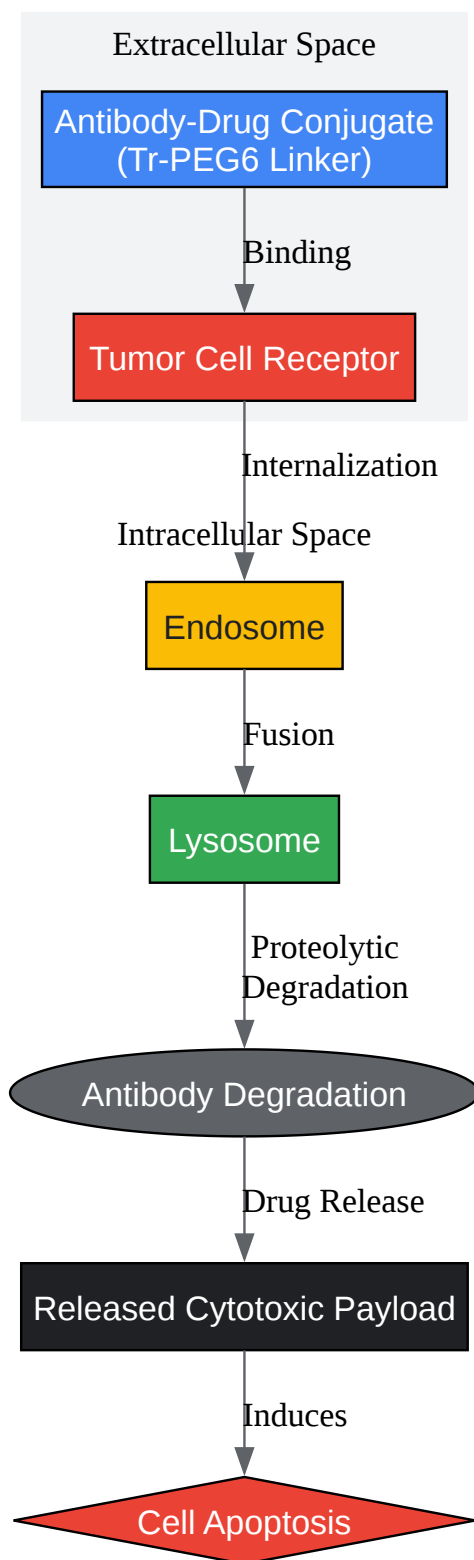 Extracellular Space
Antibody-Drug Conjugate
(Tr-PEG6 Linker)
Binding
Tumor Cell Receptor
Internalization
Intracellular Space
Endosome
Fusion
Lysosome
Proteolytic
Degradation
Antibody Degradation
Drug Release
Released Cytotoxic Payload
Induces
Cell Apoptosis